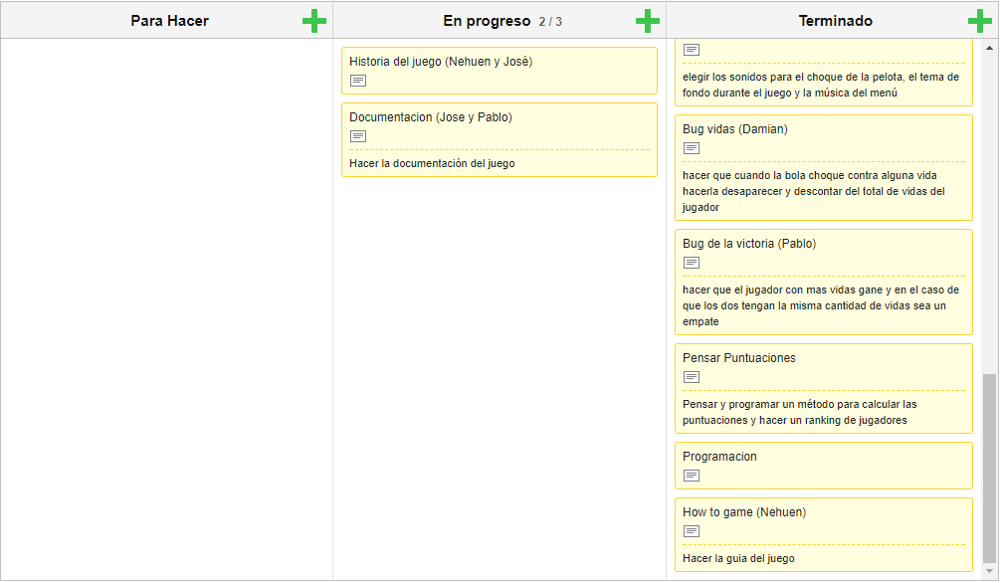 Para Hacer
En progreso 2 / 3
Terminado
Historia del juego (Nehuen y José)
Documentacion (Jose y Pablo)
Hacer la documentación del juego
elegir los sonidos para el choque de la pelota, el tema de
fondo durante el juego y la música del menú
Bug vidas (Damian)
hacer que cuando la bola choque contra alguna vida
hacerla desaparecer y descontar del total de vidas del
jugador
Bug de la victoria (Pablo)
hacer que el jugador con mas vidas gane y en el caso de
que los dos tengan la misma cantidad de vidas sea un
empate
Pensar Puntuaciones
Pensar y programar un método para calcular las
puntuaciones y hacer un ranking de jugadores
Programacion
How to game (Nehuen)
Hacer la guia del juego